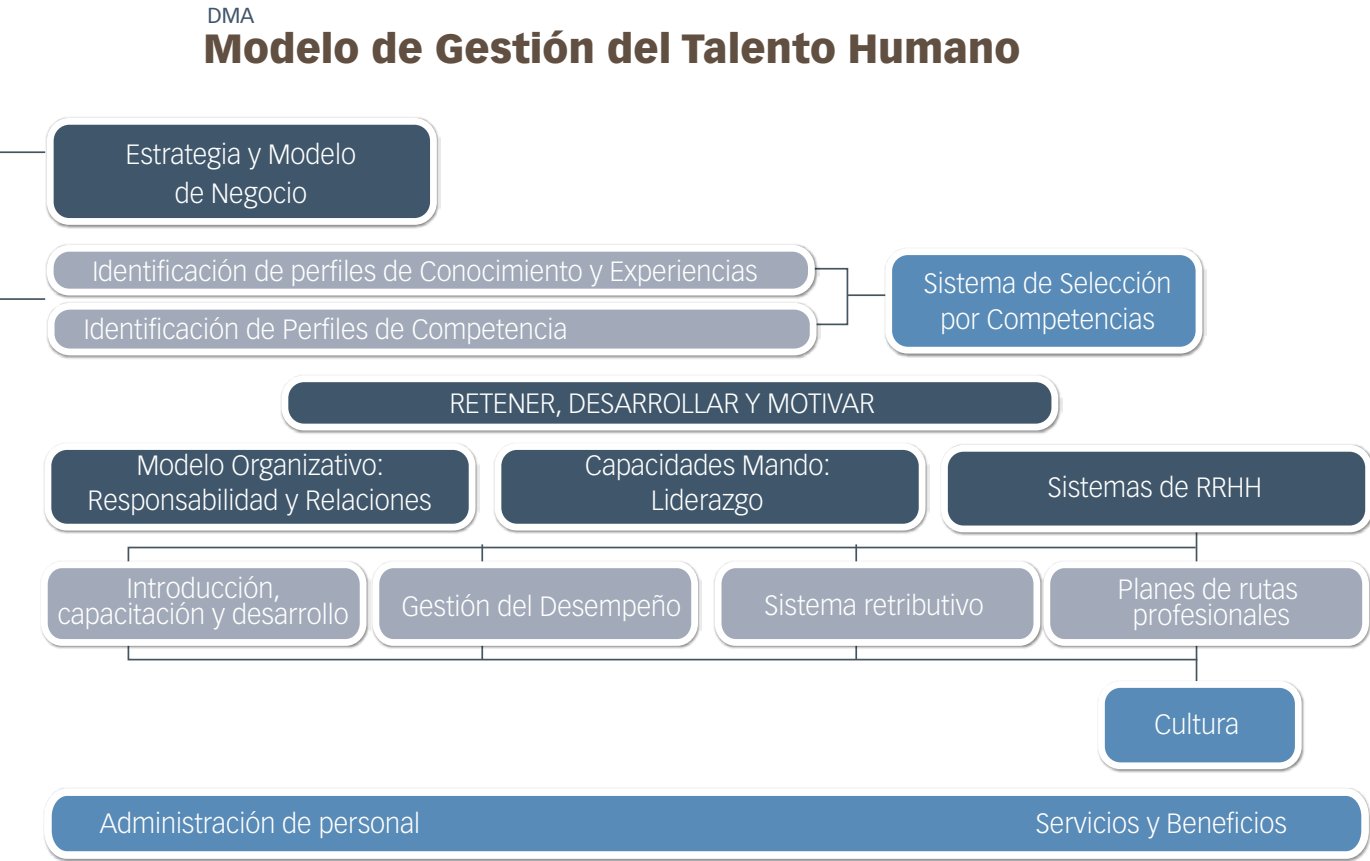 DMA
Modelo de Gestión del Talento Humano
Estrategia y Modelo
de Negocio
Identificación de perfiles de Conocimiento y Experiencias
Identificación de Perfiles de Competencia
Sistema de Selección
por Competencias
RETENER, DESARROLLAR Y MOTIVAR
Modelo Organizativo:
Responsabilidad y Relaciones
Capacidades Mando:
Liderazgo
Sistemas de RRHH
Introducción,
capacitación y desarrollo
Gestión del Desempeño
Sistema retributivo
Planes de rutas
profesionales
Cultura
Administración de personal
Servicios y Beneficios